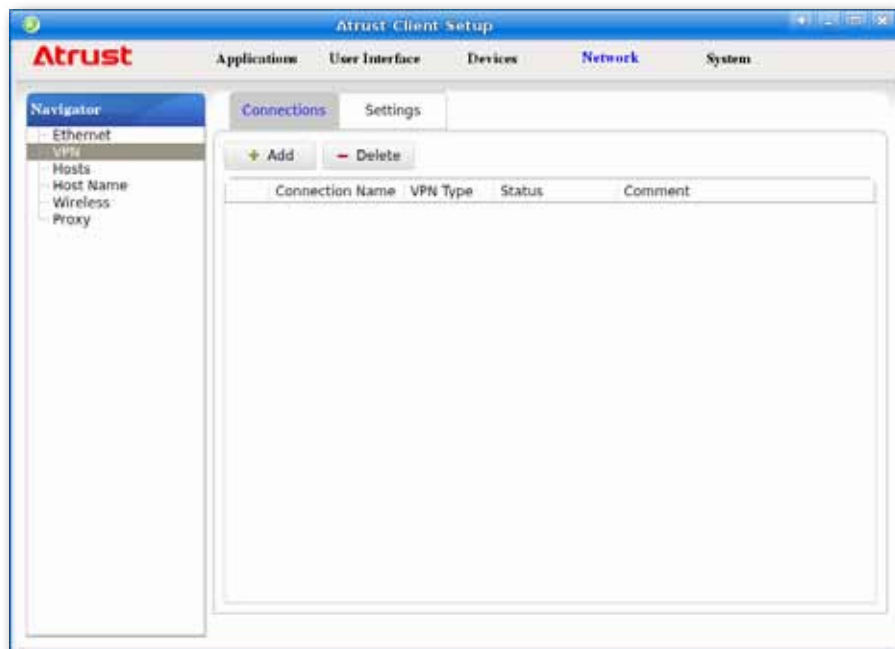 Atrust Client Setup
Atrust Applications User Interface Devices Network System
Navigator
Ethernet
VPN
Hosts
Host Name
Wireless
Proxy
Connections Settings
+ Add - Delete
Connection Name VPN Type Status Comment